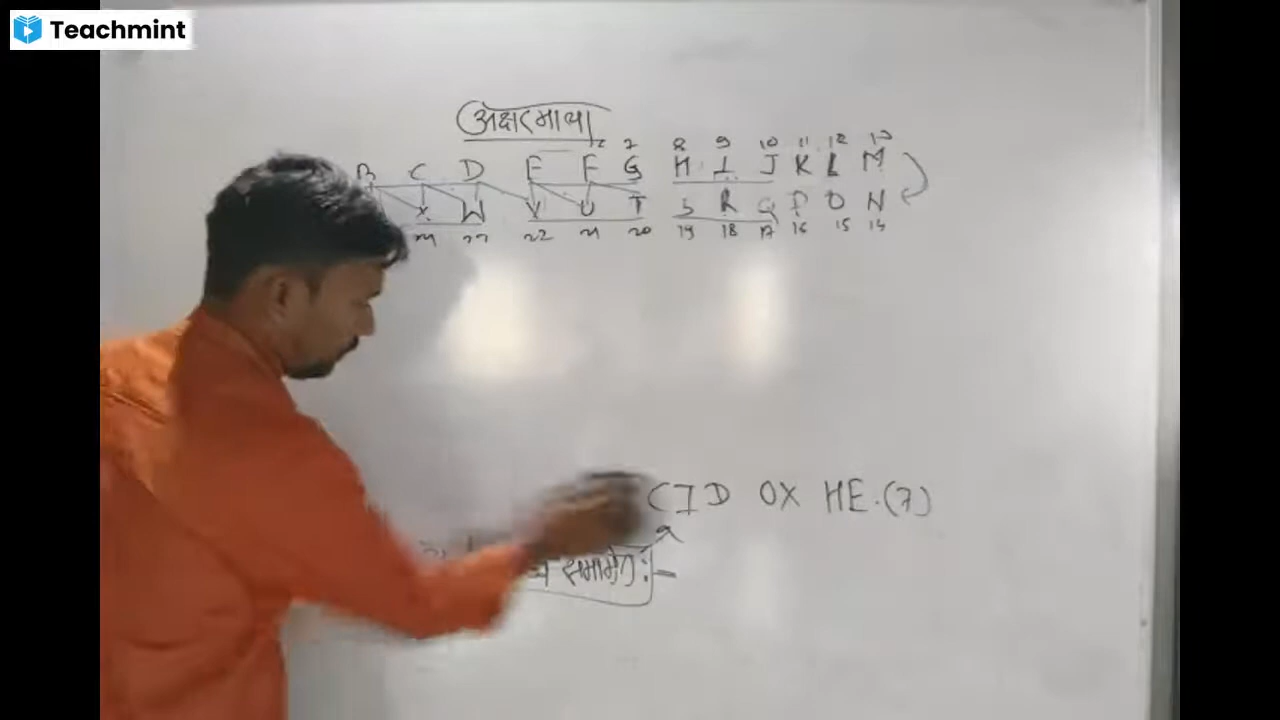 Teachmint
अक्षरमाला
7 8 9 10 11 12 13
B C D E F G H I J K L M
X W V U T S R Q P O N
24 23 22 21 20 19 18 17 16 15 14
CID OX HE. (7)